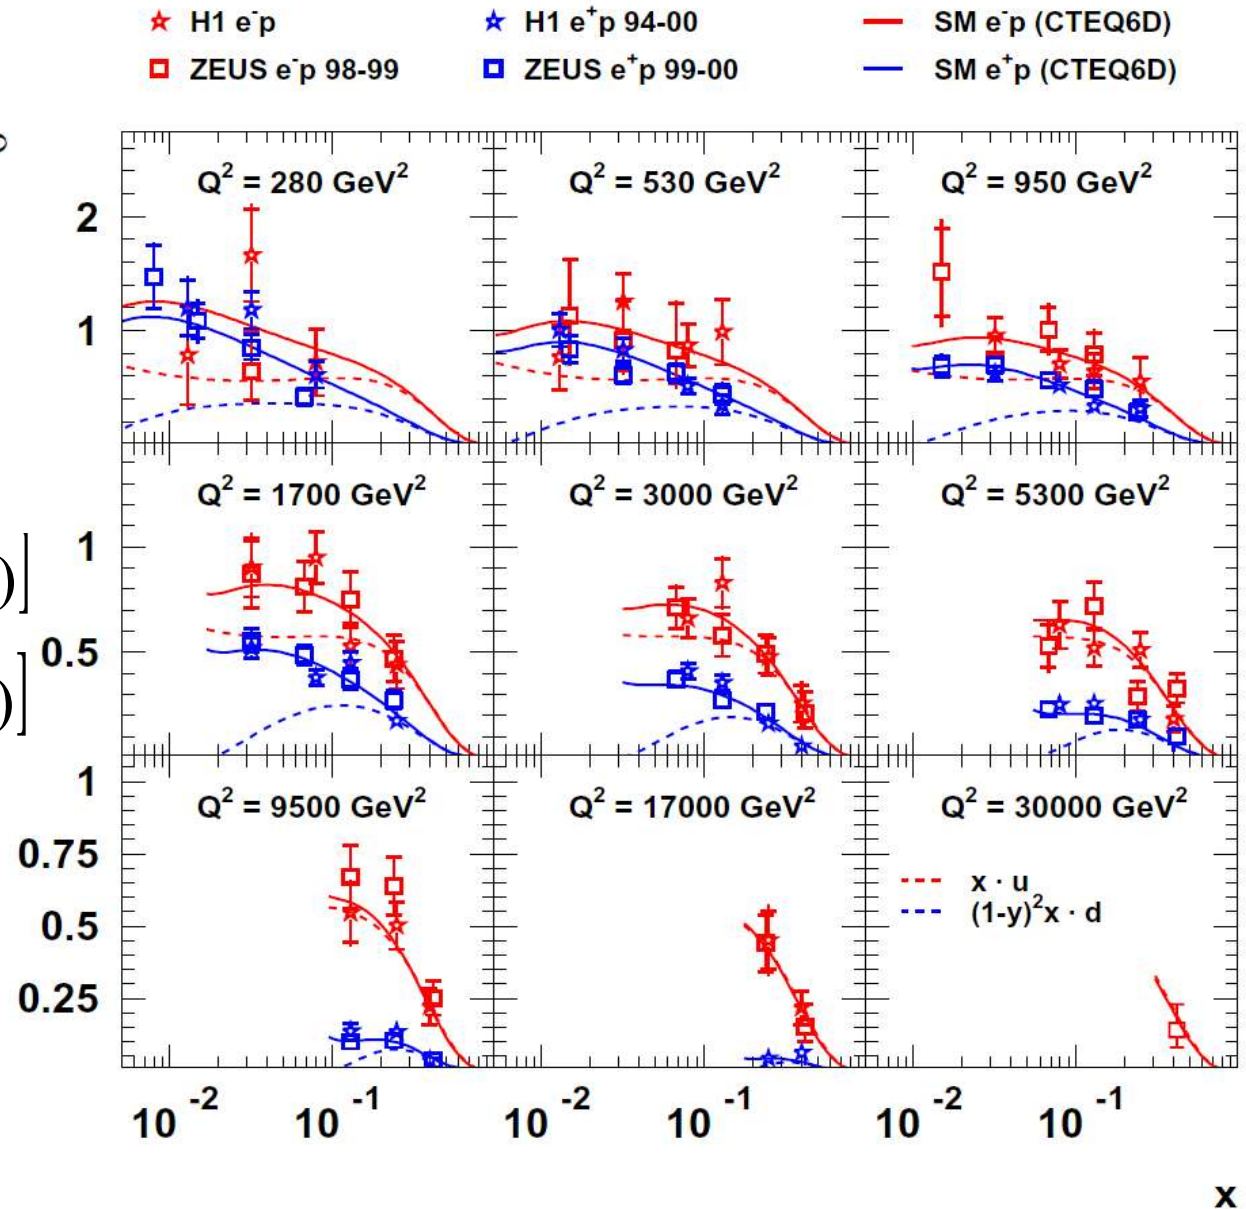 H1 e⁻p H1 e⁺p 94-00 SM e⁻p (CTEQ6D)
ZEUS e⁻p 98-99 ZEUS e⁺p 99-00 SM e⁺p (CTEQ6D)
Q² = 280 GeV² Q² = 530 GeV² Q² = 950 GeV²
2
1
Q² = 1700 GeV² Q² = 3000 GeV² Q² = 5300 GeV²
1
)]
0.5
)]
1
Q² = 9500 GeV² Q² = 17000 GeV² Q² = 30000 GeV²
0.75
x · u
(1-y)²x · d
0.5
0.25
10⁻² 10⁻¹ 10⁻² 10⁻¹ 10⁻² 10⁻¹
x